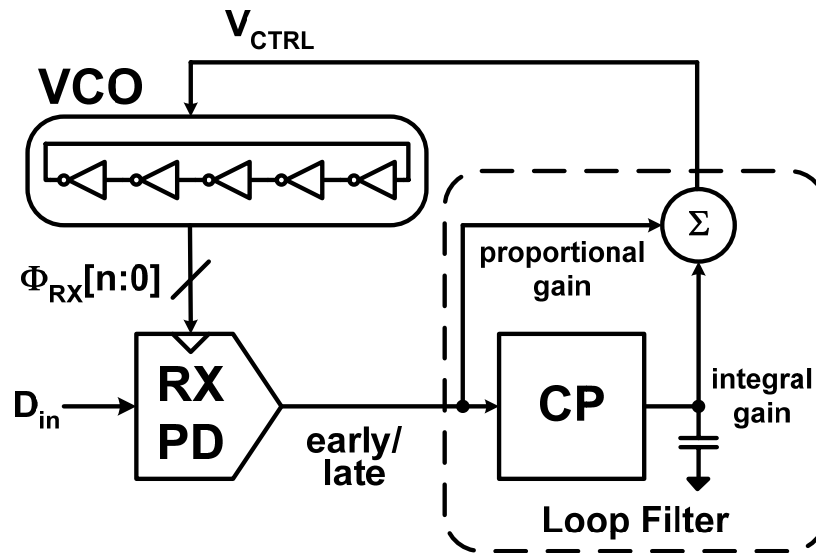 V_CTRL
VCO
Φ_RX[n:0]
Σ
proportional
gain
D_in
RX
PD
early/
late
CP
integral
gain
Loop Filter